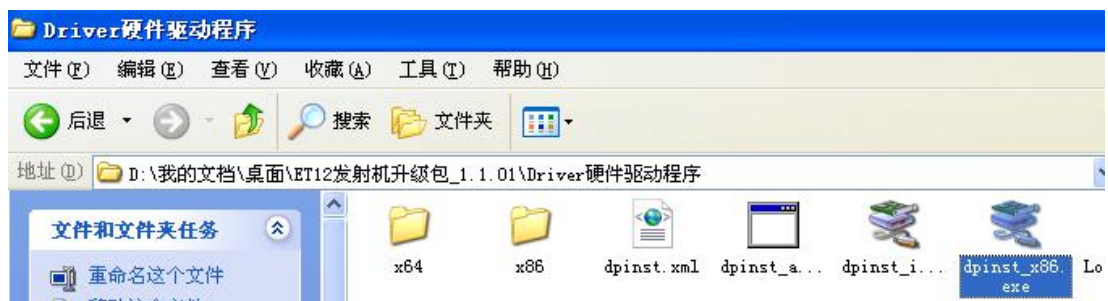 Driver硬件驱动程序
文件(F) 编辑(E) 查看(V) 收藏(A) 工具(T) 帮助(H)
后退 搜索 文件夹
地址(D) D:\我的文档\桌面\ET12发射机升级包_1.1.01\Driver硬件驱动程序
文件和文件夹任务
重命名这个文件
x64 x86 dpinst.xml dpinst_a... dpinst_i... dpinst_x86. Lo
exe